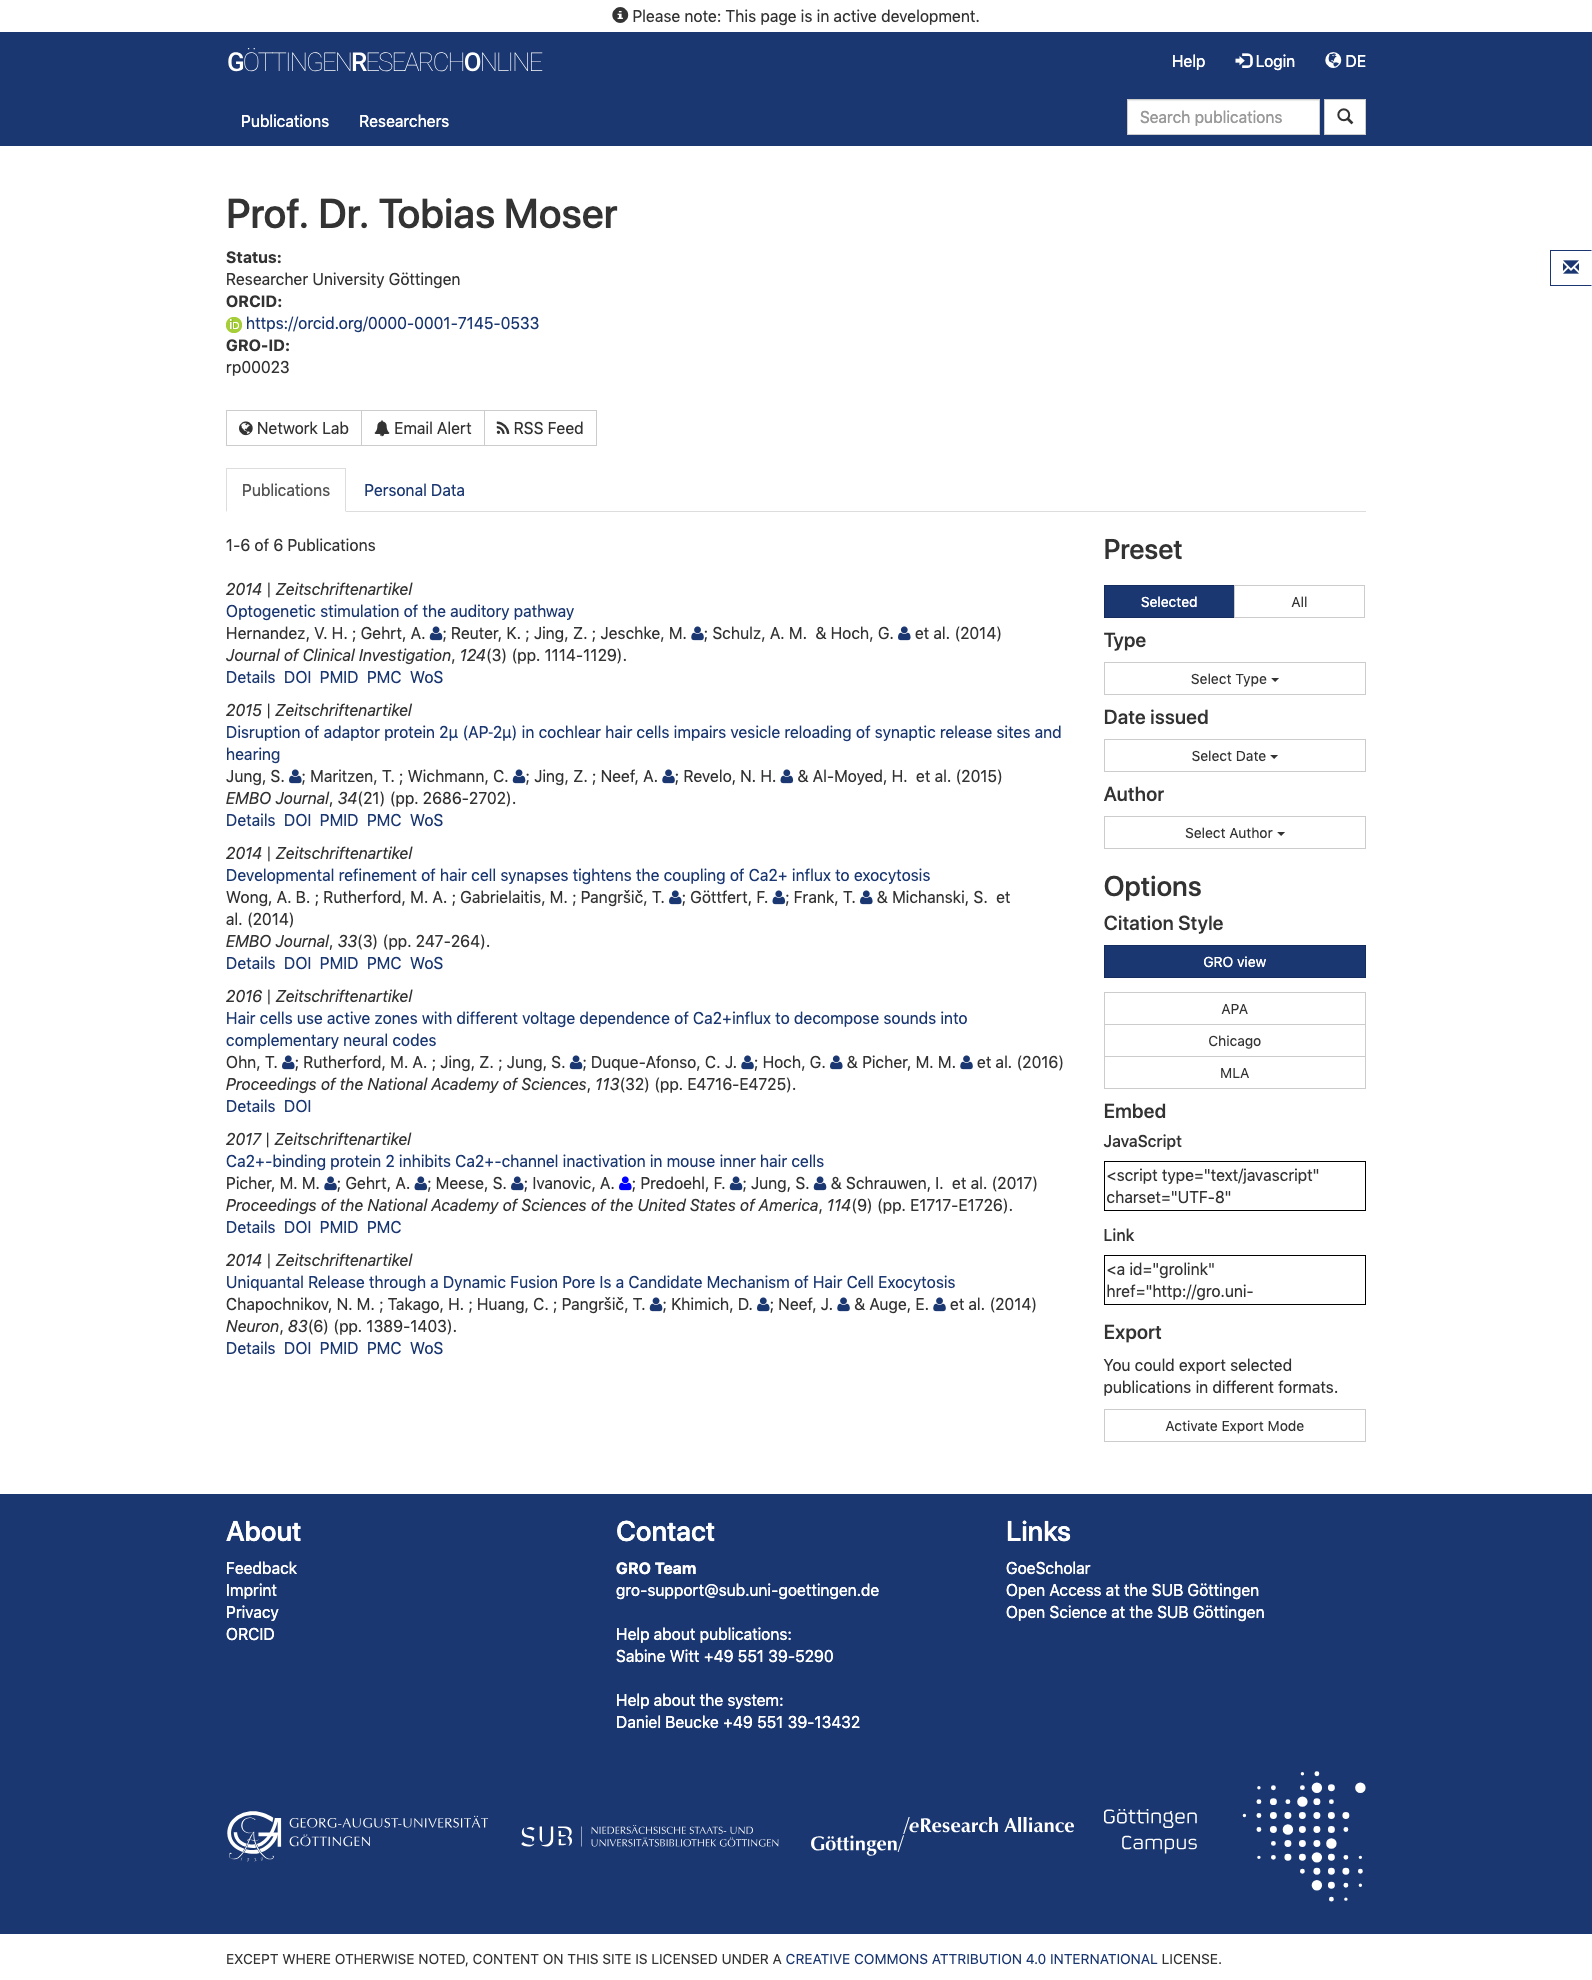 Please note: This page is in active development.
GÖTTINGENRESEARCHONLINE
Help Login DE
Publications Researchers
Search publications
Prof. Dr. Tobias Moser
Status:
Researcher University Göttingen
ORCID:
iD https://orcid.org/0000-0001-7145-0533
GRO-ID:
rp00023
Network Lab Email Alert RSS Feed
Publications Personal Data
1-6 of 6 Publications
2014 | Zeitschriftenartikel
Optogenetic stimulation of the auditory pathway
Hernandez, V. H. ; Gehrt, A. ; Reuter, K. ; Jing, Z. ; Jeschke, M. ; Schulz, A. M. & Hoch, G. et al. (2014)
Journal of Clinical Investigation, 124(3) (pp. 1114-1129).
Details DOI PMID PMC WoS
2015 | Zeitschriftenartikel
Disruption of adaptor protein 2μ (AP-2μ) in cochlear hair cells impairs vesicle reloading of synaptic release sites and
hearing
Jung, S. ; Maritzen, T. ; Wichmann, C. ; Jing, Z. ; Neef, A. ; Revelo, N. H. & Al-Moyed, H. et al. (2015)
EMBO Journal, 34(21) (pp. 2686-2702).
Details DOI PMID PMC WoS
2014 | Zeitschriftenartikel
Developmental refinement of hair cell synapses tightens the coupling of Ca2+ influx to exocytosis
Wong, A. B. ; Rutherford, M. A. ; Gabrielaitis, M. ; Pangršič, T. ; Göttfert, F. ; Frank, T. & Michanski, S. et
al. (2014)
EMBO Journal, 33(3) (pp. 247-264).
Details DOI PMID PMC WoS
2016 | Zeitschriftenartikel
Hair cells use active zones with different voltage dependence of Ca2+influx to decompose sounds into
complementary neural codes
Ohn, T. ; Rutherford, M. A. ; Jing, Z. ; Jung, S. ; Duque-Afonso, C. J. ; Hoch, G. & Picher, M. M. et al. (2016)
Proceedings of the National Academy of Sciences, 113(32) (pp. E4716-E4725).
Details DOI
2017 | Zeitschriftenartikel
Ca2+-binding protein 2 inhibits Ca2+-channel inactivation in mouse inner hair cells
Picher, M. M. ; Gehrt, A. ; Meese, S. ; Ivanovic, A. ; Predoehl, F. ; Jung, S. & Schrauwen, I. et al. (2017)
Proceedings of the National Academy of Sciences of the United States of America, 114(9) (pp. E1717-E1726).
Details DOI PMID PMC
2014 | Zeitschriftenartikel
Uniquantal Release through a Dynamic Fusion Pore Is a Candidate Mechanism of Hair Cell Exocytosis
Chapochnikov, N. M. ; Takago, H. ; Huang, C. ; Pangršič, T. ; Khimich, D. ; Neef, J. & Auge, E. et al. (2014)
Neuron, 83(6) (pp. 1389-1403).
Details DOI PMID PMC WoS
Preset
Selected All
Type
Select Type
Date issued
Select Date
Author
Select Author
Options
Citation Style
GRO view
APA
Chicago
MLA
Embed
JavaScript
<script type="text/javascript"
charset="UTF-8"
Link
<a id="grolink"
href="http://gro.uni-
Export
You could export selected
publications in different formats.
Activate Export Mode
About
Feedback
Imprint
Privacy
ORCID
Contact
GRO Team
gro-support@sub.uni-goettingen.de
Help about publications:
Sabine Witt +49 551 39-5290
Help about the system:
Daniel Beucke +49 551 39-13432
Links
GoeScholar
Open Access at the SUB Göttingen
Open Science at the SUB Göttingen
GEORG-AUGUST-UNIVERSITÄT
GÖTTINGEN
SUB NIEDERSÄCHSISCHE STAATS- UND
UNIVERSITÄTSBIBLIOTHEK GÖTTINGEN
Göttingen/eResearch Alliance
Göttingen
Campus
EXCEPT WHERE OTHERWISE NOTED, CONTENT ON THIS SITE IS LICENSED UNDER A CREATIVE COMMONS ATTRIBUTION 4.0 INTERNATIONAL LICENSE.